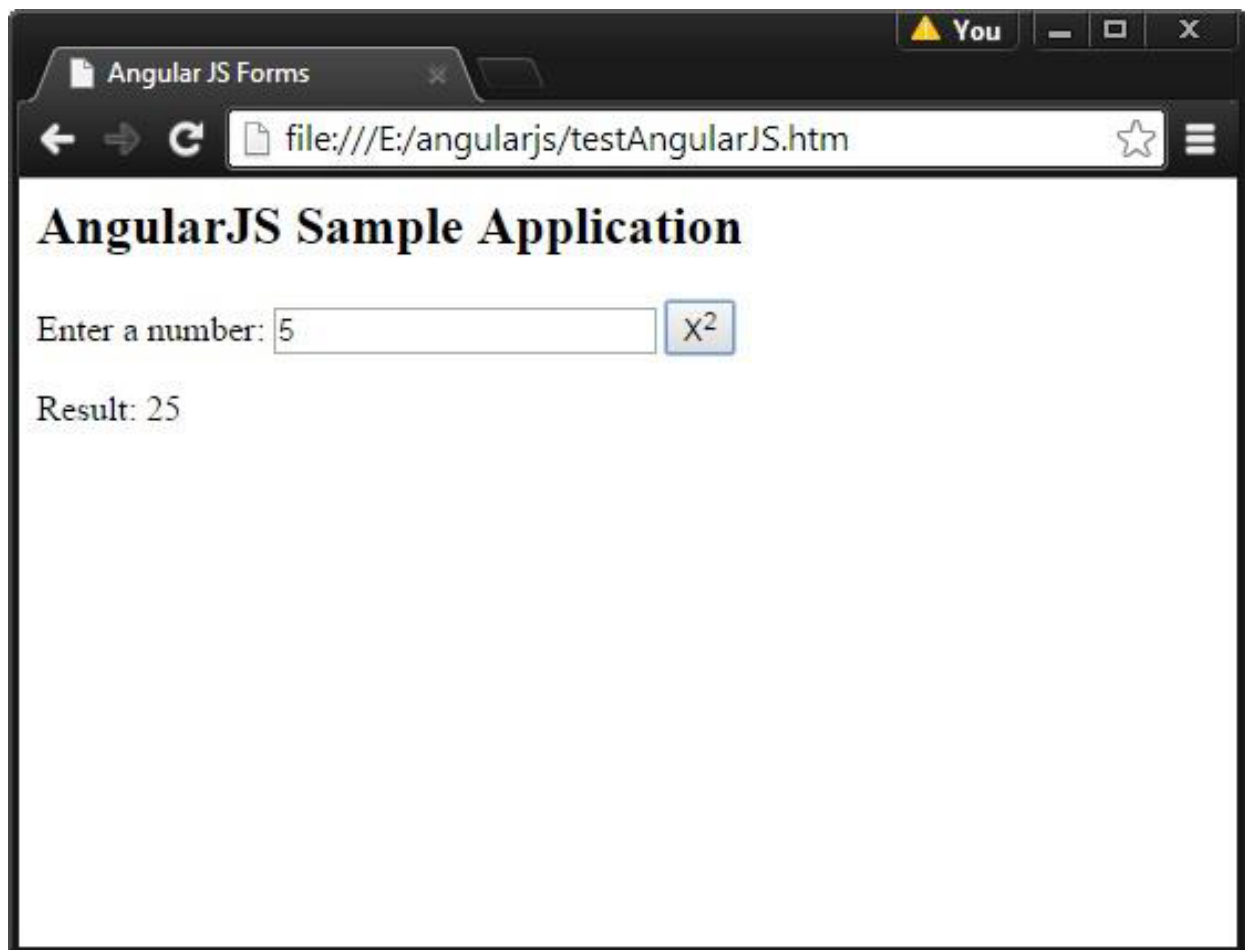 You
Angular JS Forms
file:///E:/angularjs/testAngularJS.htm
AngularJS Sample Application
Enter a number: 5 X²
Result: 25